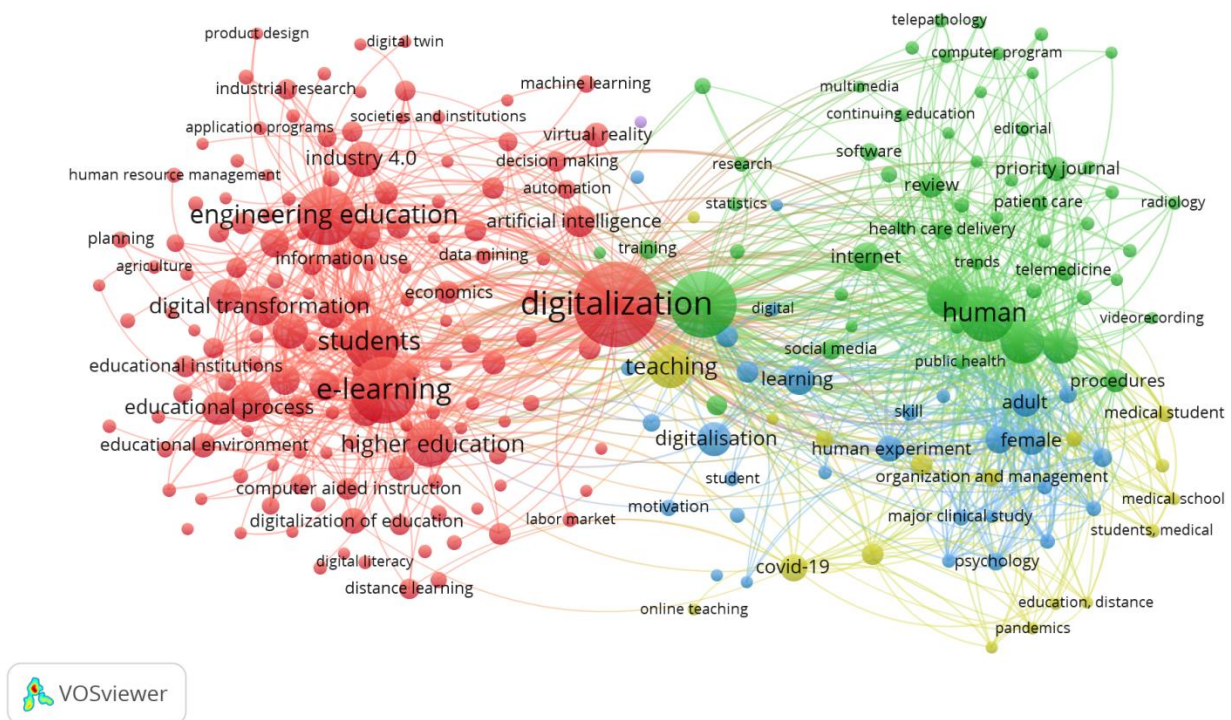 telepathology
product design
digital twin
computer program
industrial research
machine learning
multimedia
continuing education
societies and institutions
application programs
virtual reality
editorial
industry 4.0
decision making
research
software
priority journal
human resource management
automation
review
statistics
patient care
radiology
engineering education
artificial intelligence
health care delivery
planning
training
information use
data mining
internet
trends
agriculture
telemedicine
economics
digital transformation
digitalization
digital
human
videorecording
students
social media
public health
educational institutions
teaching
learning
procedures
e-learning
educational process
skill
adult
medical student
educational environment
higher education
digitalisation
human experiment
female
student
organization and management
computer aided instruction
medical school
motivation
digitalization of education
labor market
major clinical study
students, medical
digital literacy
covid-19
psychology
distance learning
online teaching
education, distance
pandemics
VOSviewer